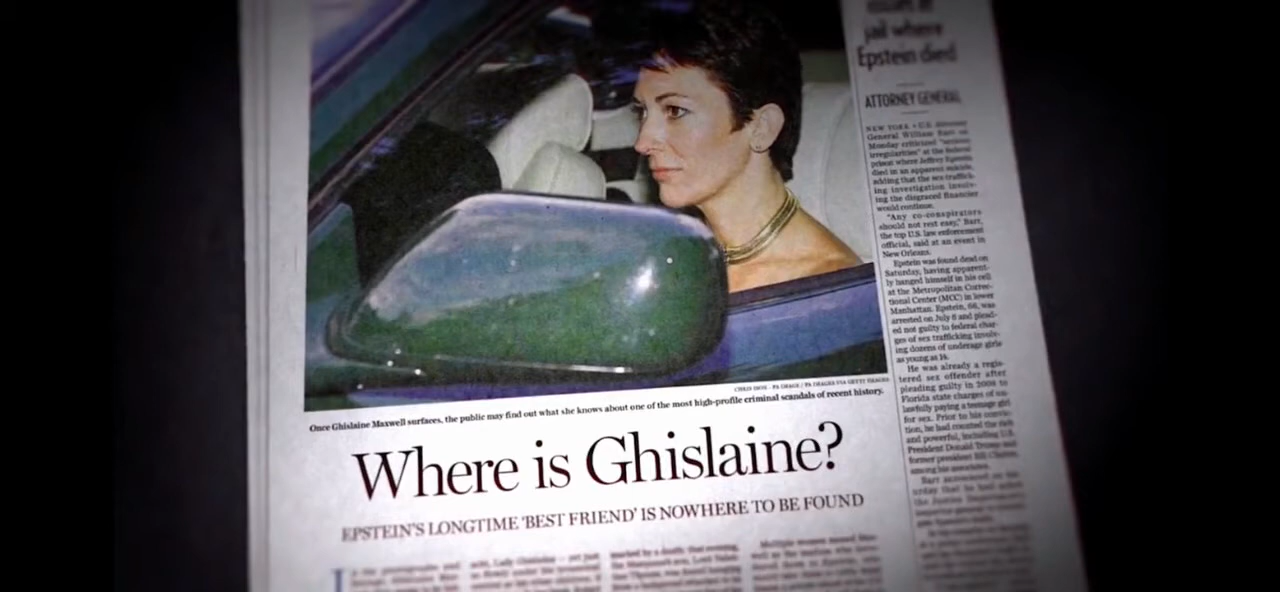 jail where
Epstein died
ATTORNEY GENERAL
NEW YORK • U.S. Attorney
General William Barr on
Monday criticized "serious
irregularities" at the federal
prison where Jeffrey Epstein
died in an apparent suicide,
adding that the sex traffick-
ing investigation involv-
ing the disgraced financier
would continue.
"Any co-conspirators
should not rest easy," Barr,
the top U.S. law enforcement
official, said at an event in
New Orleans.
Epstein was found dead on
Saturday, having apparent-
ly hanged himself in his cell
at the Metropolitan Correc-
tional Center (MCC) in lower
Manhattan. Epstein, 66, was
arrested on July 6 and plead-
ed not guilty to federal char-
ges of sex trafficking involv-
ing dozens of underage girls
as young as 14.
He was already a regis-
tered sex offender after
pleading guilty in 2008 to
Florida state charges of un-
lawfully paying a teenage girl
for sex. Prior to his convic-
tion, he had counted the rich
and powerful, including U.S.
President Donald Trump and
former president Bill Clinton,
among his associates.
PA IMAGES VIA GETTY IMAGES
Once Ghislaine Maxwell surfaces, the public may find out what she knows about one of the most high-profile criminal scandals of recent history.
Where is Ghislaine?
EPSTEIN'S LONGTIME 'BEST FRIEND' IS NOWHERE TO BE FOUND